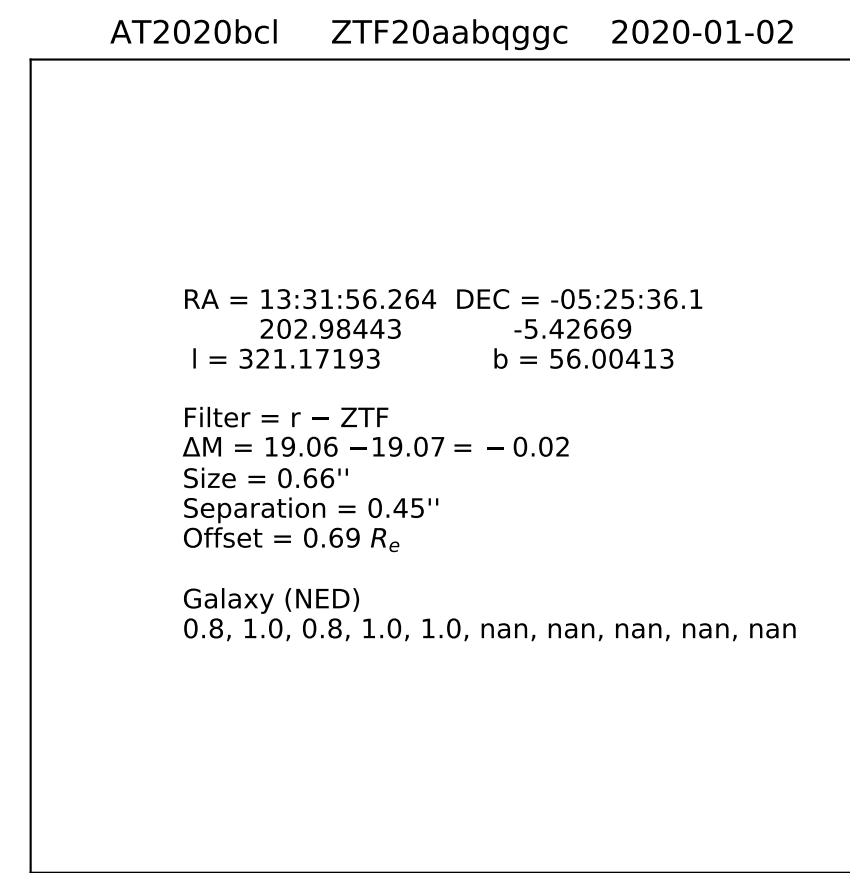 AT2020bcl ZTF20aabqggc 2020-01-02
RA = 13:31:56.264 DEC = -05:25:36.1
202.98443 -5.42669
l = 321.17193 b = 56.00413
Filter = r − ZTF
ΔM = 19.06 −19.07 = − 0.02
Size = 0.66''
Separation = 0.45''
Offset = 0.69 Re
Galaxy (NED)
0.8, 1.0, 0.8, 1.0, 1.0, nan, nan, nan, nan, nan